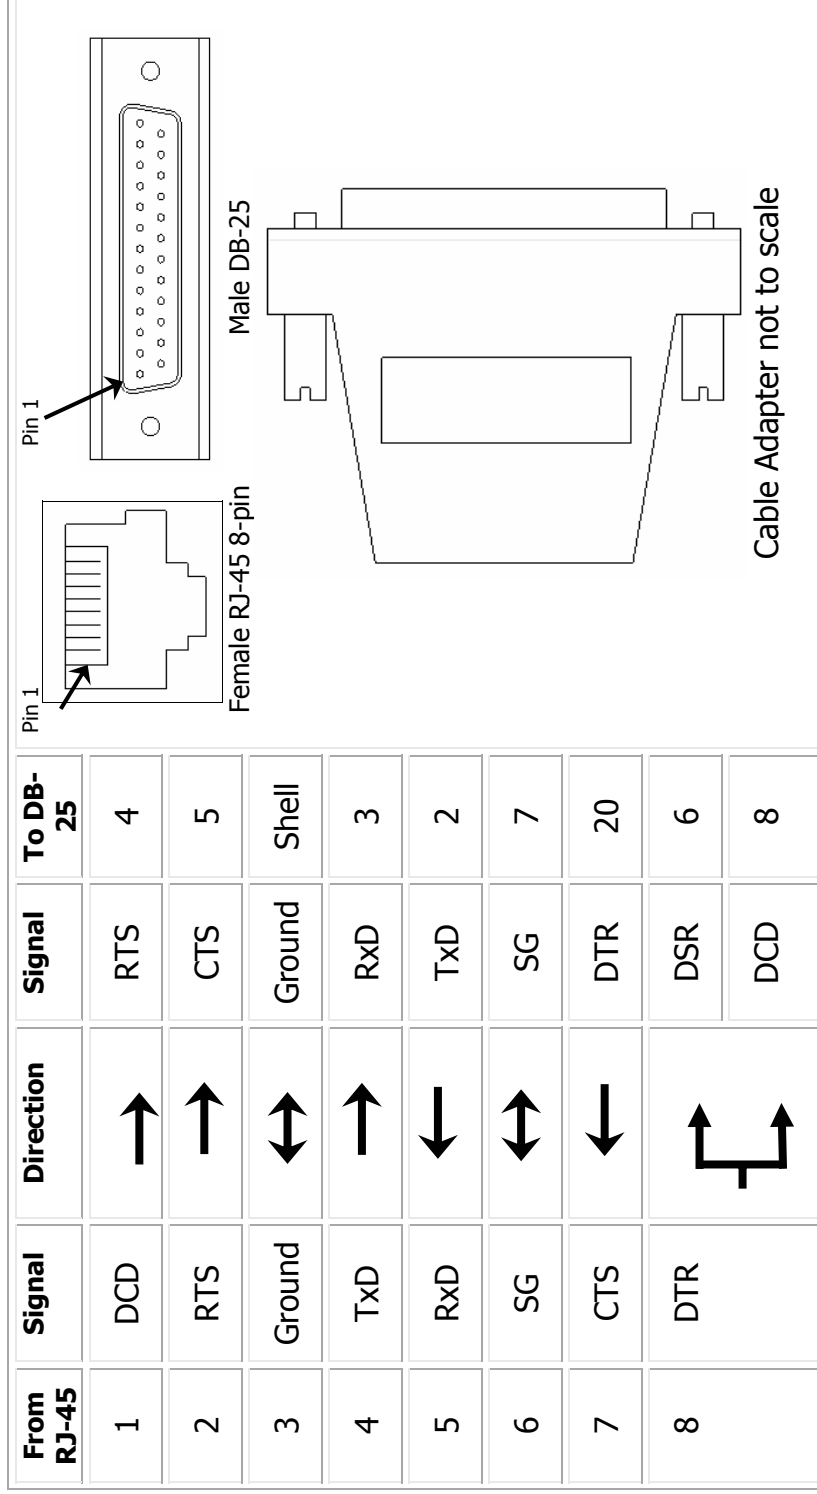 From RJ-45 Signal Direction Signal To DB-25
1 DCD RTS 4
2 RTS CTS 5
3 Ground Ground Shell
4 TxD RxD 3
5 RxD TxD 2
6 SG SG 7
7 CTS DTR 20
8 DTR DSR 6
DCD 8
Pin 1
Female RJ-45 8-pin
Pin 1
Male DB-25
Cable Adapter not to scale